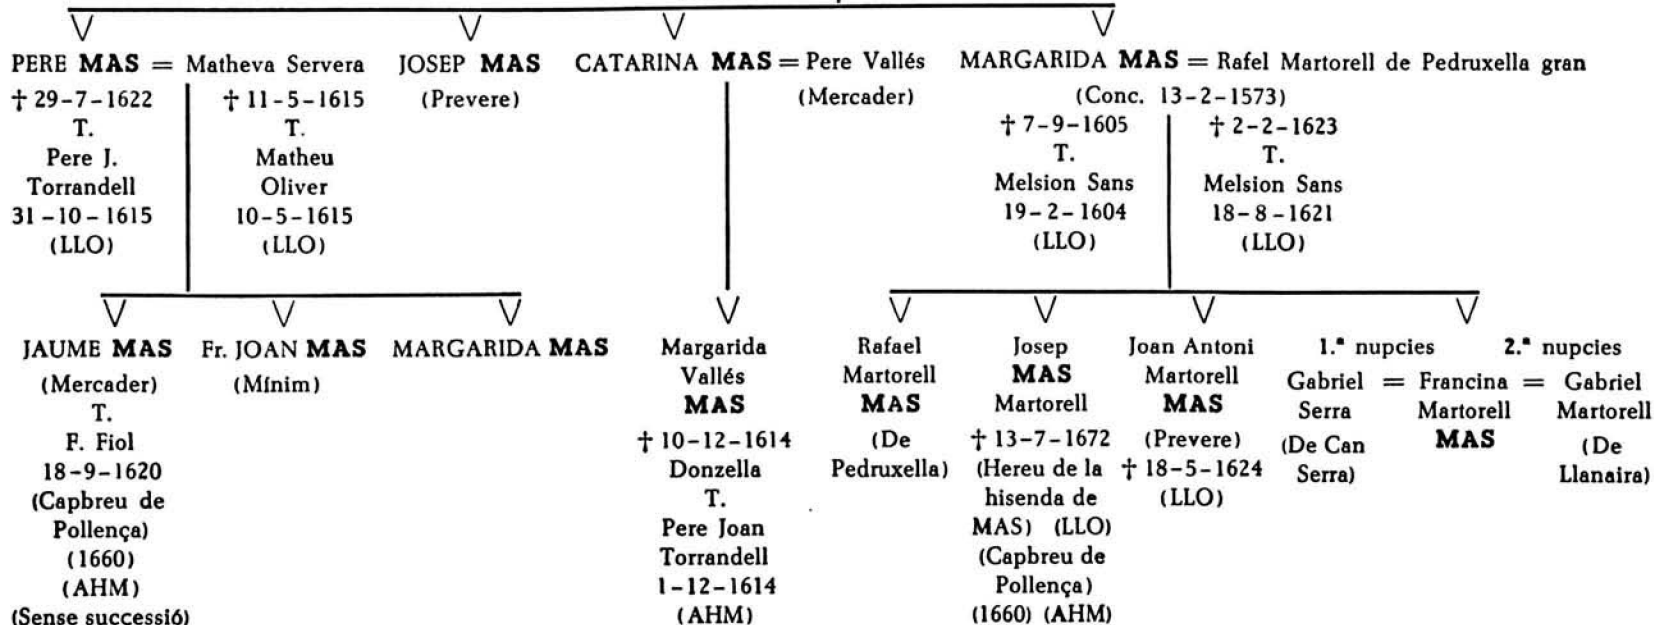 PERE MAS = Matheva Servera
† 29-7-1622
T.
Pere J.
Torrandell
31-10-1615
(LLO)
† 11-5-1615
T.
Matheu
Oliver
10-5-1615
(LLO)
JOSEP MAS
(Prevere)
CATARINA MAS = Pere Vallés
(Mercader)
MARGARIDA MAS = Rafel Martorell de Pedruxella gran
(Conc. 13-2-1573)
† 7-9-1605
T.
Melsion Sans
19-2-1604
(LLO)
† 2-2-1623
T.
Melsion Sans
18-8-1621
(LLO)
JAUME MAS
(Mercader)
T.
F. Fiol
18-9-1620
(Capbreu de
Pollença)
(1660)
(AHM)
(Sense successió)
Fr. JOAN MAS
(Mínim)
MARGARIDA MAS
Margarida
Vallés
MAS
† 10-12-1614
Donzella
T.
Pere Joan
Torrandell
1-12-1614
(AHM)
Rafael
Martorell
MAS
(De
Pedruxella)
Josep
MAS
Martorell
† 13-7-1672
(Hereu de la
hisenda de
MAS) (LLO)
(Capbreu de
Pollença)
(1660) (AHM)
Joan Antoni
Martorell
MAS
(Prevere)
† 18-5-1624
(LLO)
1.ª nupcies 2.ª nupcies
Gabriel = Francina = Gabriel
Serra Martorell Martorell
(De Can MAS (De
Serra) Llanaira)